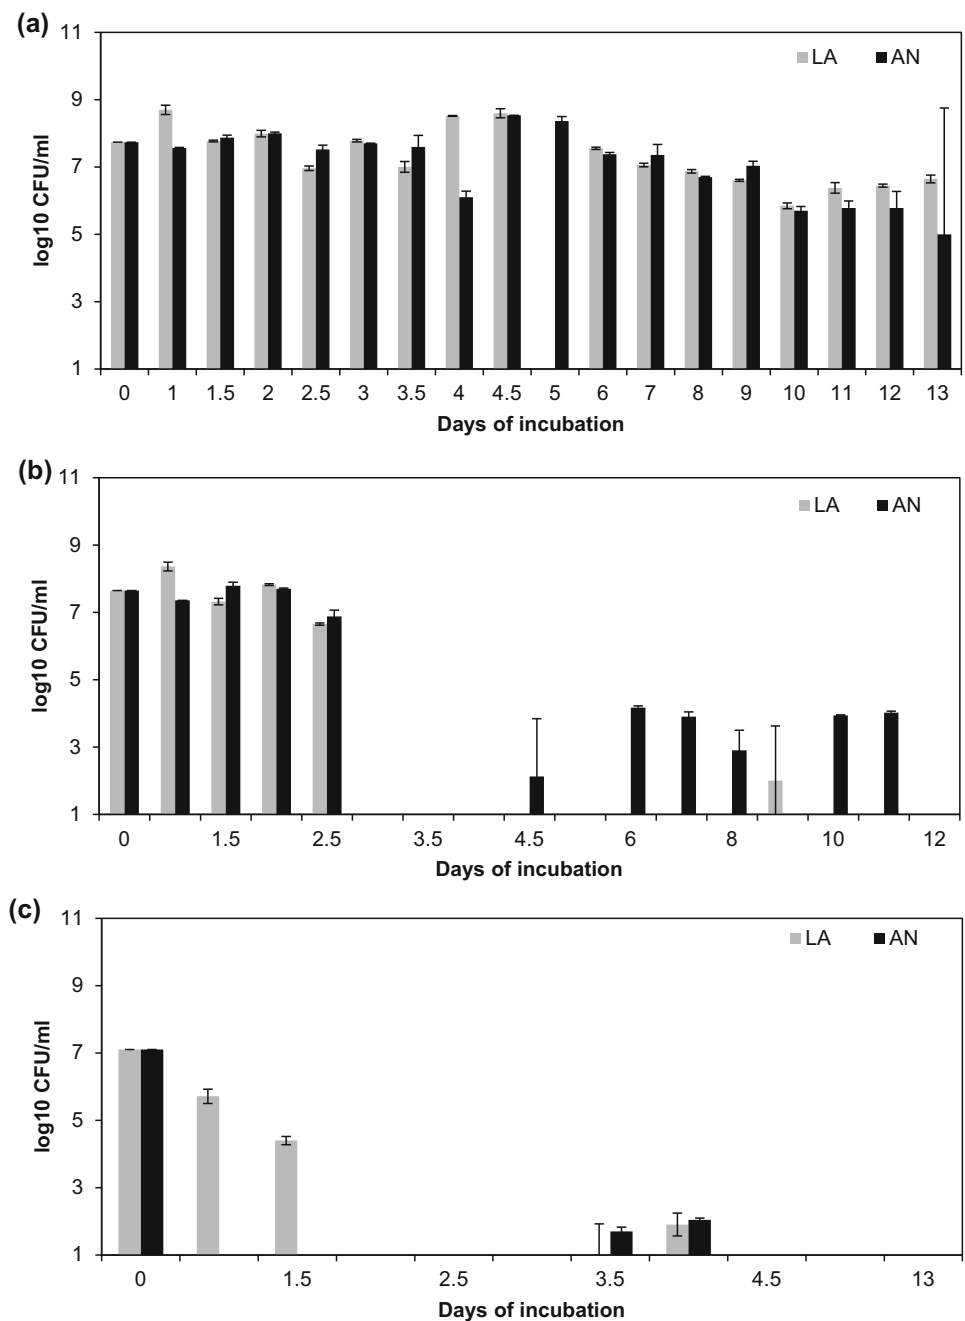 (a)
11
LA AN
9
7
5
3
1
log10 CFU/ml
0 1 1.5 2 2.5 3 3.5 4 4.5 5 6 7 8 9 10 11 12 13
Days of incubation
(b)
11
LA AN
9
7
5
3
1
log10 CFU/ml
0 1.5 2.5 3.5 4.5 6 8 10 12
Days of incubation
(c)
11
LA AN
9
7
5
3
1
log10 CFU/ml
0 1.5 2.5 3.5 4.5 13
Days of incubation